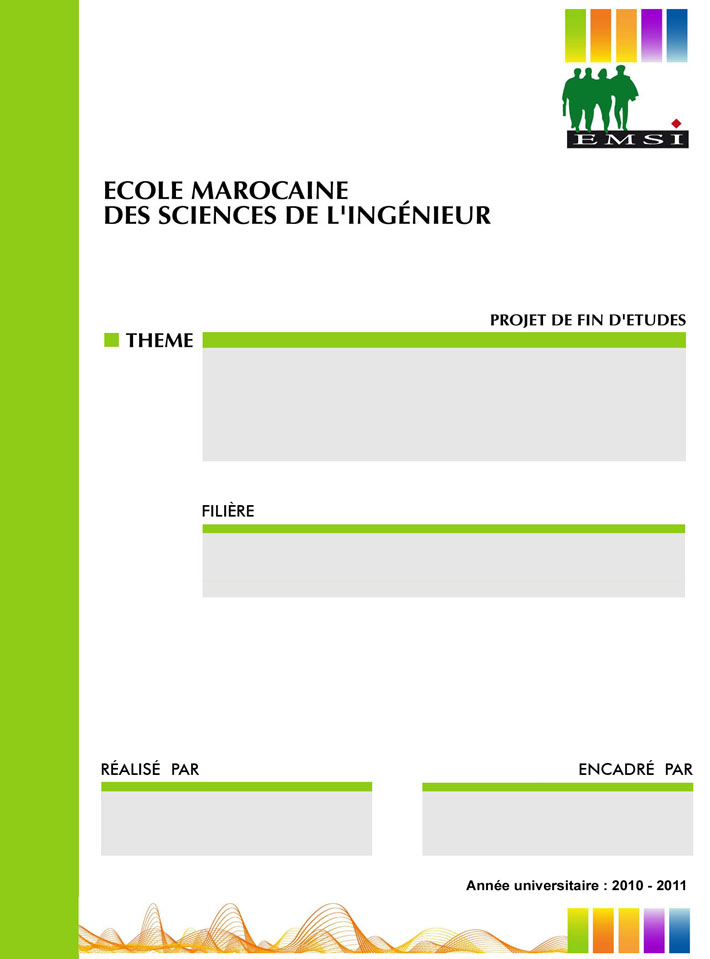 EMSI
ECOLE MAROCAINE
DES SCIENCES DE L'INGÉNIEUR
PROJET DE FIN D'ETUDES
THEME
FILIÈRE
RÉALISÉ PAR
ENCADRÉ PAR
Année universitaire : 2010 - 2011